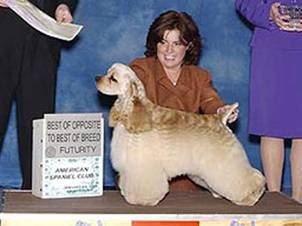 BEST OF OPPOSITE
TO BEST OF BREED
FUTURITY
AMERICAN
SPANIEL CLUB